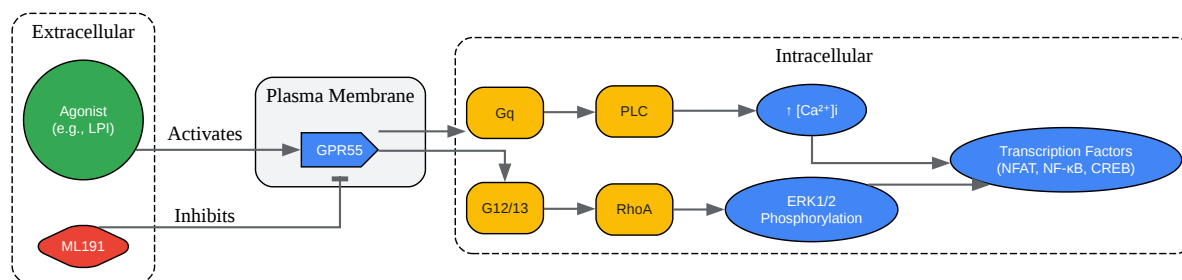 Extracellular
Agonist
(e.g., LPI)
ML191
Activates
Inhibits
Plasma Membrane
GPR55
Intracellular
Gq
PLC
↑ [Ca²⁺]i
G12/13
RhoA
ERK1/2
Phosphorylation
Transcription Factors
(NFAT, NF-κB, CREB)